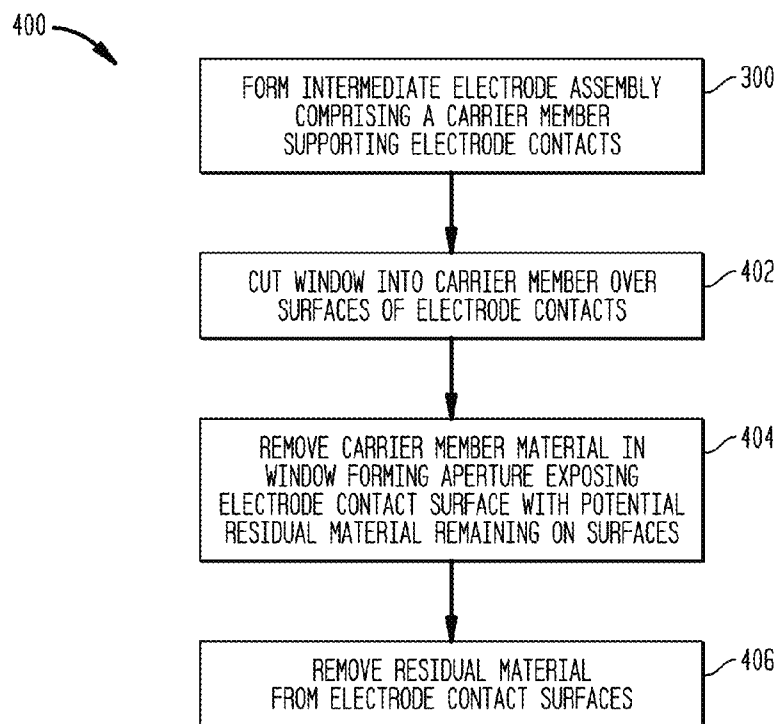 400
FORM INTERMEDIATE ELECTRODE ASSEMBLY
COMPRISING A CARRIER MEMBER
SUPPORTING ELECTRODE CONTACTS
300
CUT WINDOW INTO CARRIER MEMBER OVER
SURFACES OF ELECTRODE CONTACTS
402
REMOVE CARRIER MEMBER MATERIAL IN
WINDOW FORMING APERTURE EXPOSING
ELECTRODE CONTACT SURFACE WITH POTENTIAL
RESIDUAL MATERIAL REMAINING ON SURFACES
404
REMOVE RESIDUAL MATERIAL
FROM ELECTRODE CONTACT SURFACES
406